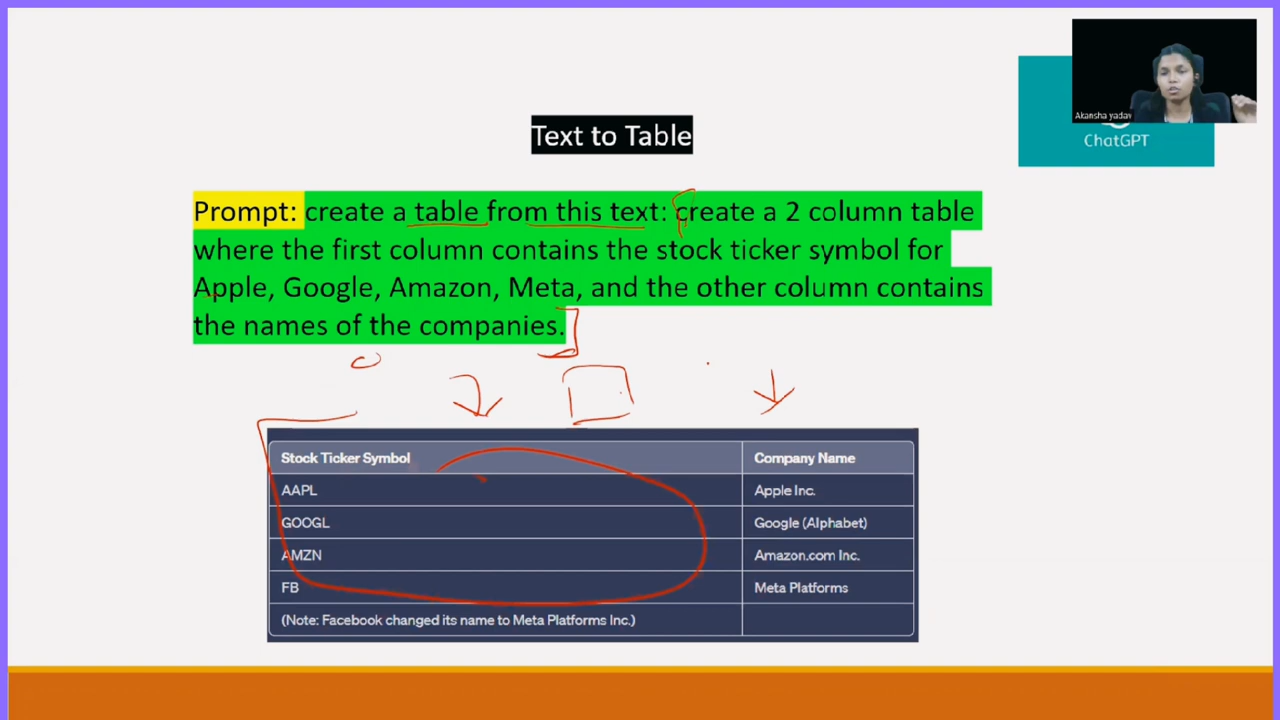 Akansha yadav
ChatGPT
Text to Table
Prompt: create a table from this text: create a 2 column table
where the first column contains the stock ticker symbol for
Apple, Google, Amazon, Meta, and the other column contains
the names of the companies.
Stock Ticker Symbol Company Name
AAPL Apple Inc.
GOOGL Google (Alphabet)
AMZN Amazon.com Inc.
FB Meta Platforms
(Note: Facebook changed its name to Meta Platforms Inc.)